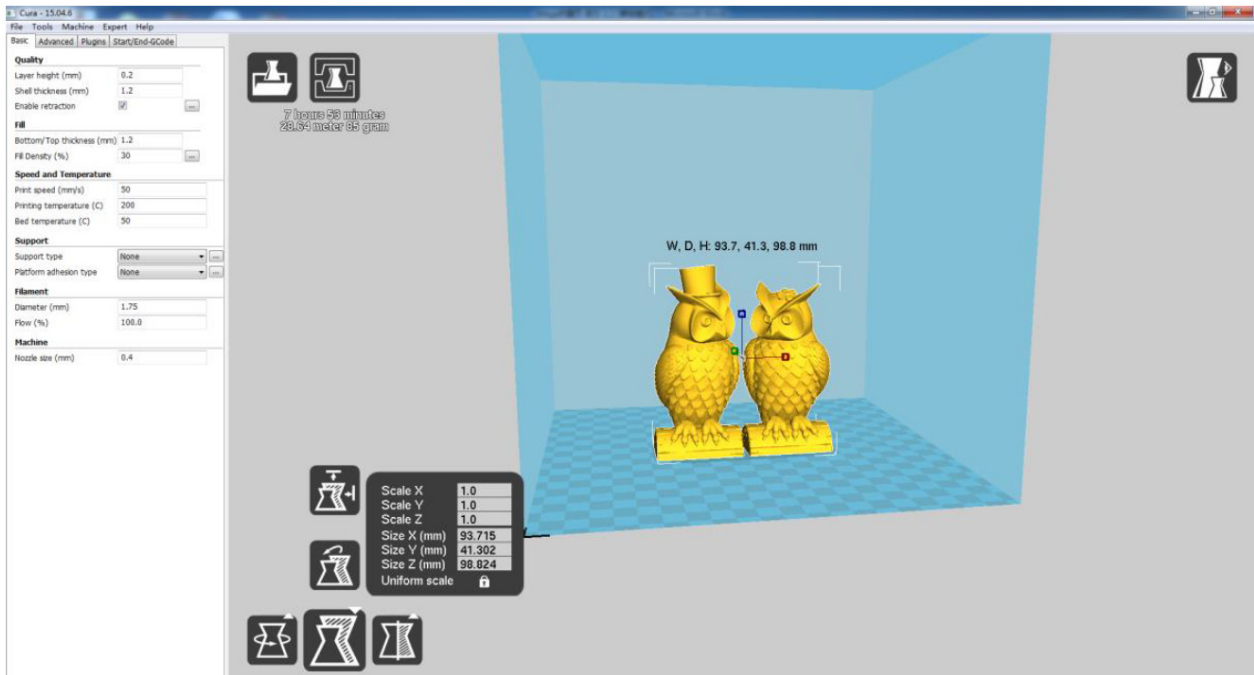 Cura - 15.04.6
File Tools Machine Expert Help
Basic Advanced Plugins Start/End-GCode
Quality
Layer height (mm) 0.2
Shell thickness (mm) 1.2
Enable retraction ...
Fill
Bottom/Top thickness (mm) 1.2
Fill Density (%) 30 ...
Speed and Temperature
Print speed (mm/s) 50
Printing temperature (C) 200
Bed temperature (C) 50
Support
Support type None ...
Platform adhesion type None ...
Filament
Diameter (mm) 1.75
Flow (%) 100.0
Machine
Nozzle size (mm) 0.4
7 hours 53 minutes
28.64 meter 85 gram
W, D, H: 93.7, 41.3, 98.8 mm
Scale X 1.0
Scale Y 1.0
Scale Z 1.0
Size X (mm) 93.715
Size Y (mm) 41.302
Size Z (mm) 98.824
Uniform scale